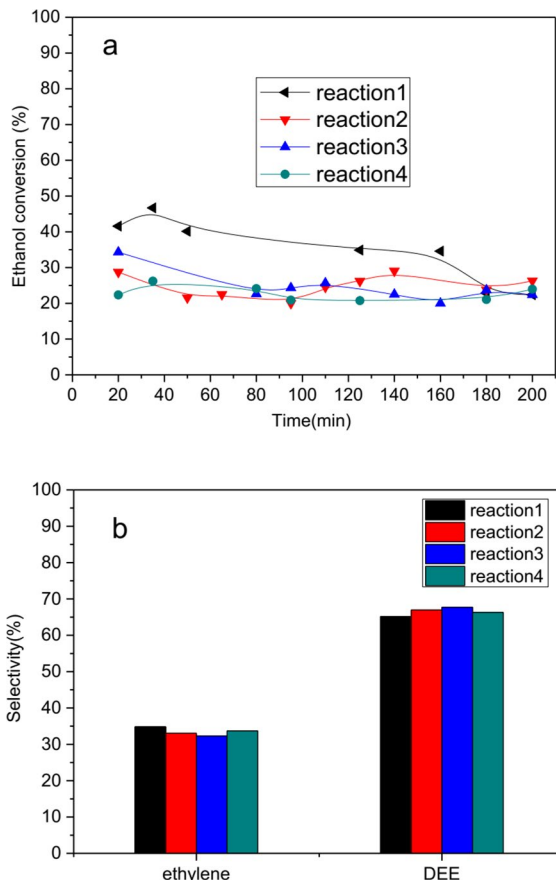 a
100
90
80
70
60
50
40
30
20
10
0
Ethanol conversion (%)
reaction1
reaction2
reaction3
reaction4
0 20 40 60 80 100 120 140 160 180 200
Time(min)
b
100
90
80
70
60
50
40
30
20
10
0
Selectivity(%)
reaction1
reaction2
reaction3
reaction4
ethylene DEE